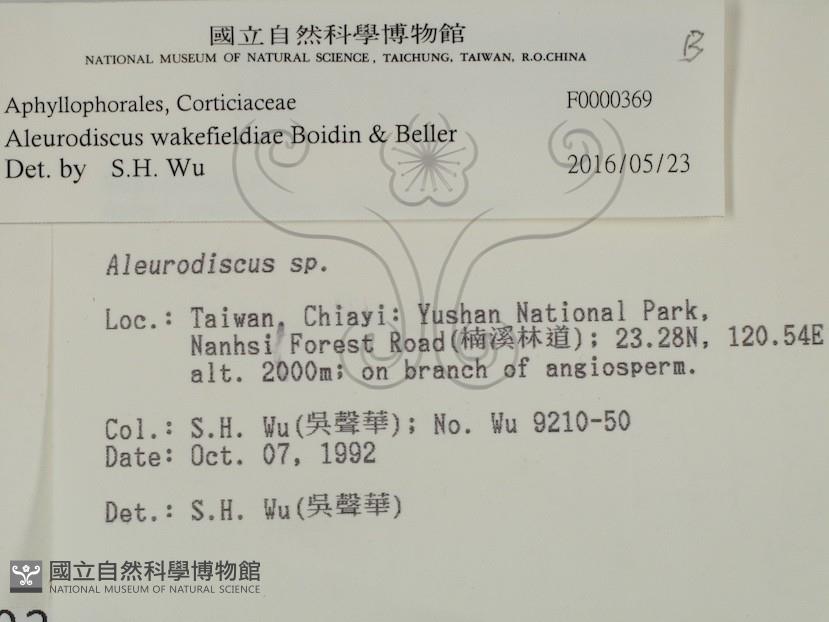 國立自然科學博物館
NATIONAL MUSEUM OF NATURAL SCIENCE, TAICHUNG, TAIWAN, R.O.CHINA
B
Aphyllophorales, Corticiaceae F0000369
Aleurodiscus wakefieldiae Boidin & Beller
Det. by S.H. Wu 2016/05/23
Aleurodiscus sp.
Loc.: Taiwan, Chiayi: Yushan National Park,
Nanhsi Forest Road(楠溪林道); 23.28N, 120.54E
alt. 2000m; on branch of angiosperm.
Col.: S.H. Wu(吳聲華); No. Wu 9210-50
Date: Oct. 07, 1992
Det.: S.H. Wu(吳聲華)
國立自然科學博物館
NATIONAL MUSEUM OF NATURAL SCIENCE